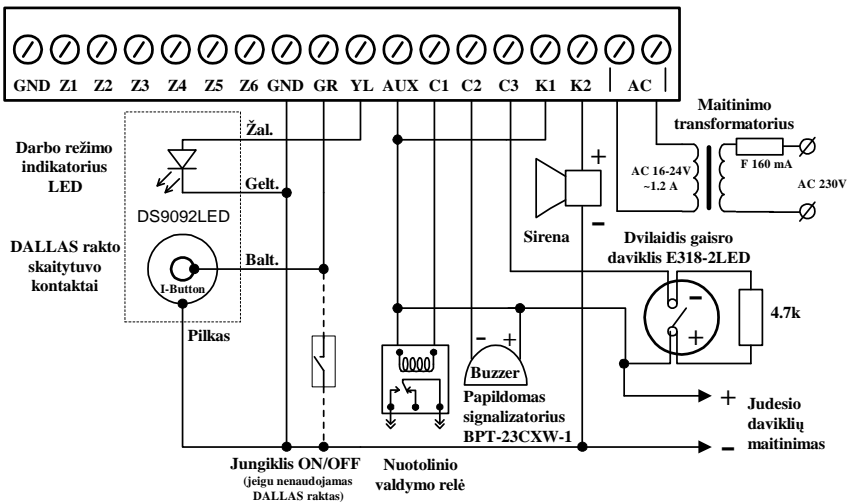 GND Z1 Z2 Z3 Z4 Z5 Z6 GND GR YL AUX C1 C2 C3 K1 K2 AC
Darbo režimo
indikatorius
LED
Žal.
Gelt.
DS9092LED
DALLAS rakto
skaitytuvo
kontaktai
I-Button
Balt.
Pilkas
Maitinimo
transformatorius
AC 16-24V
~1.2 A
F 160 mA
AC 230V
+
–
Sirena
Dvilaidis gaisro
daviklis E318-2LED
–
+
4.7k
– +
Buzzer
Papildomas
signalizatorius
BPT-23CXW-1
+
–
Judesio
daviklių
maitinimas
Jungiklis ON/OFF
(jeigu nenaudojamas
DALLAS raktas)
Nuotolinio
valdymo relė